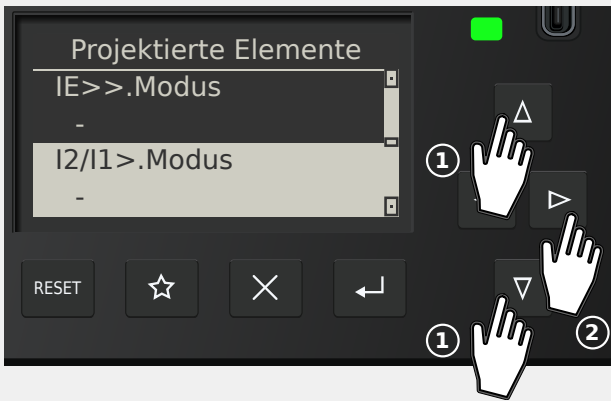 Projektierte Elemente
IE>>.Modus
-
I2/I1>.Modus
-
①
RESET
①
②